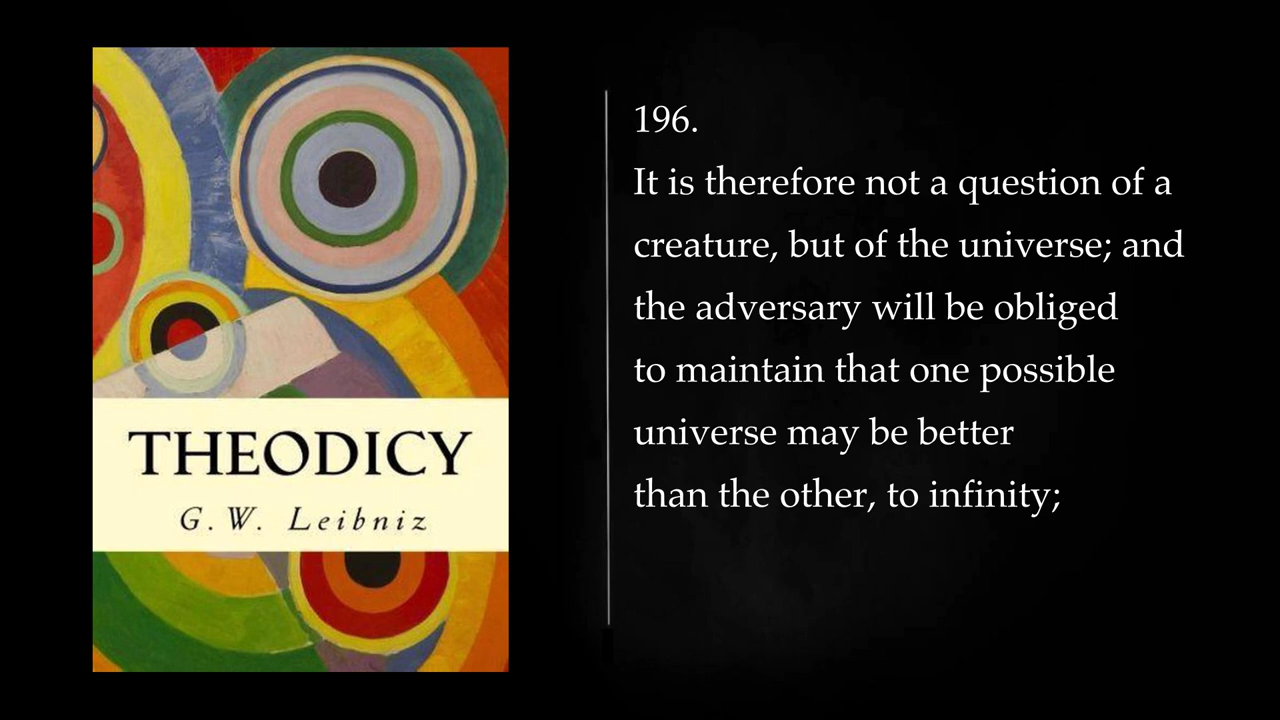 THEODICY
G.W. Leibniz
196.
It is therefore not a question of a
creature, but of the universe; and
the adversary will be obliged
to maintain that one possible
universe may be better
than the other, to infinity;